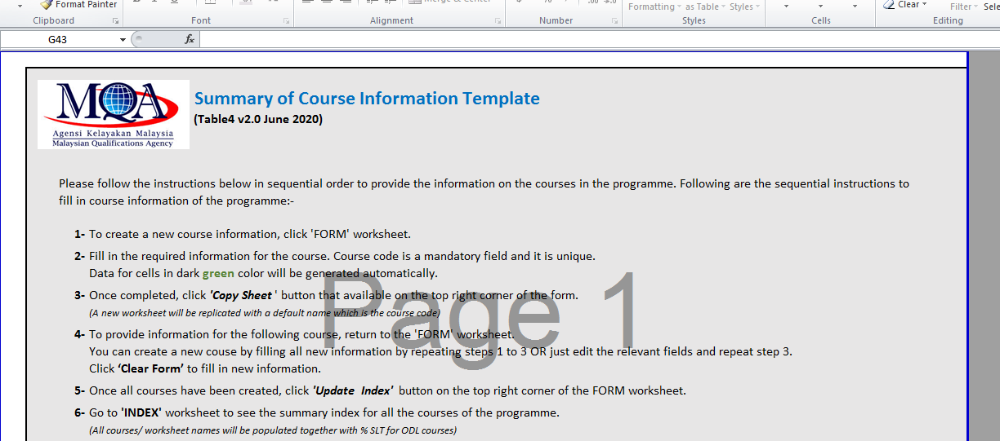 Format Painter
Merge & Center
$ %
.00 .0
Formatting as Table Styles
Clear
Filter
Clipboard
Font
Alignment
Number
Styles
Cells
Editing
G43
fx
MQA
Agensi Kelayakan Malaysia
Malaysian Qualifications Agency
Summary of Course Information Template
(Table4 v2.0 June 2020)
Please follow the instructions below in sequential order to provide the information on the courses in the programme. Following are the sequential instructions to
fill in course information of the programme:-
1- To create a new course information, click 'FORM' worksheet.
2- Fill in the required information for the course. Course code is a mandatory field and it is unique.
Data for cells in dark green color will be generated automatically.
3- Once completed, click 'Copy Sheet ' button that available on the top right corner of the form.
(A new worksheet will be replicated with a default name which is the course code)
4- To provide information for the following course, return to the 'FORM' worksheet.
You can create a new couse by filling all new information by repeating steps 1 to 3 OR just edit the relevant fields and repeat step 3.
Click ‘Clear Form’ to fill in new information.
5- Once all courses have been created, click 'Update Index' button on the top right corner of the FORM worksheet.
6- Go to 'INDEX' worksheet to see the summary index for all the courses of the programme.
(All courses/ worksheet names will be populated together with % SLT for ODL courses)
Page 1